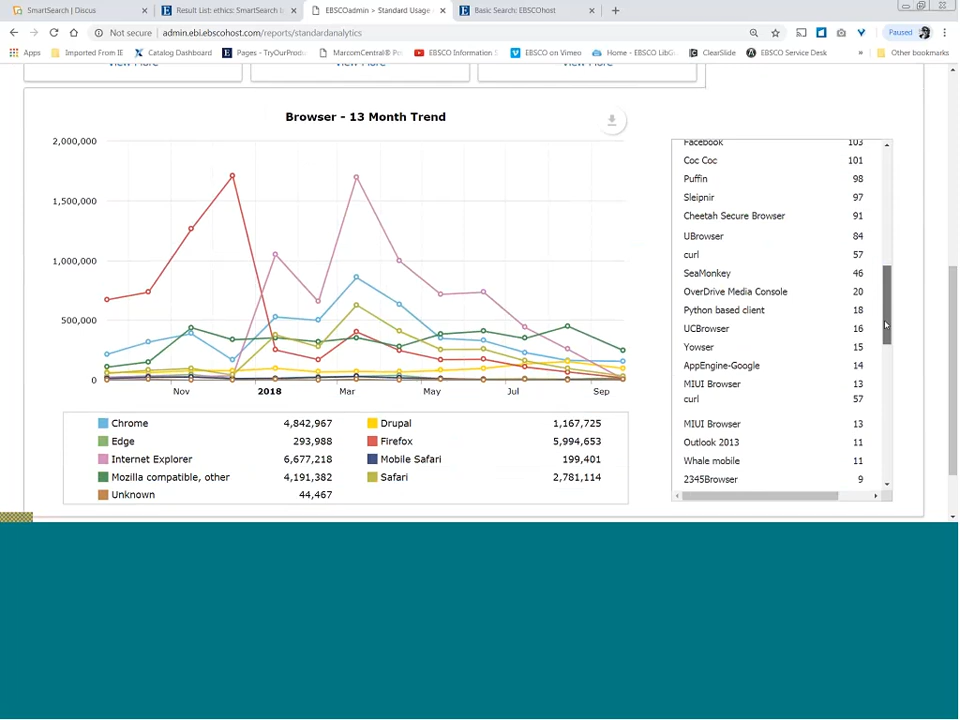 SmartSearch | Discus
Result List: ethics: SmartSearch l
EBSCOadmin > Standard Usage
Basic Search: EBSCOhost
Not secure | admin.ebi.ebscohost.com/reports/standardanalytics
Paused
Apps
Imported From IE
Catalog Dashboard
Pages - TryOurProdu
MarcomCentral® Po
EBSCO Information S
EBSCO on Vimeo
Home - EBSCO LibG
ClearSlide
EBSCO Service Desk
»
Other bookmarks
View More
View More
View More
Browser - 13 Month Trend
2,000,000
1,500,000
1,000,000
500,000
0
Nov
2018
Mar
May
Jul
Sep
Chrome 4,842,967
Drupal 1,167,725
Edge 293,988
Firefox 5,994,653
Internet Explorer 6,677,218
Mobile Safari 199,401
Mozilla compatible, other 4,191,382
Safari 2,781,114
Unknown 44,467
Facebook 103
Coc Coc 101
Puffin 98
Sleipnir 97
Cheetah Secure Browser 91
UBrowser 84
curl 57
SeaMonkey 46
OverDrive Media Console 20
Python based client 18
UCBrowser 16
Yowser 15
AppEngine-Google 14
MIUI Browser 13
curl 57
MIUI Browser 13
Outlook 2013 11
Whale mobile 11
2345Browser 9